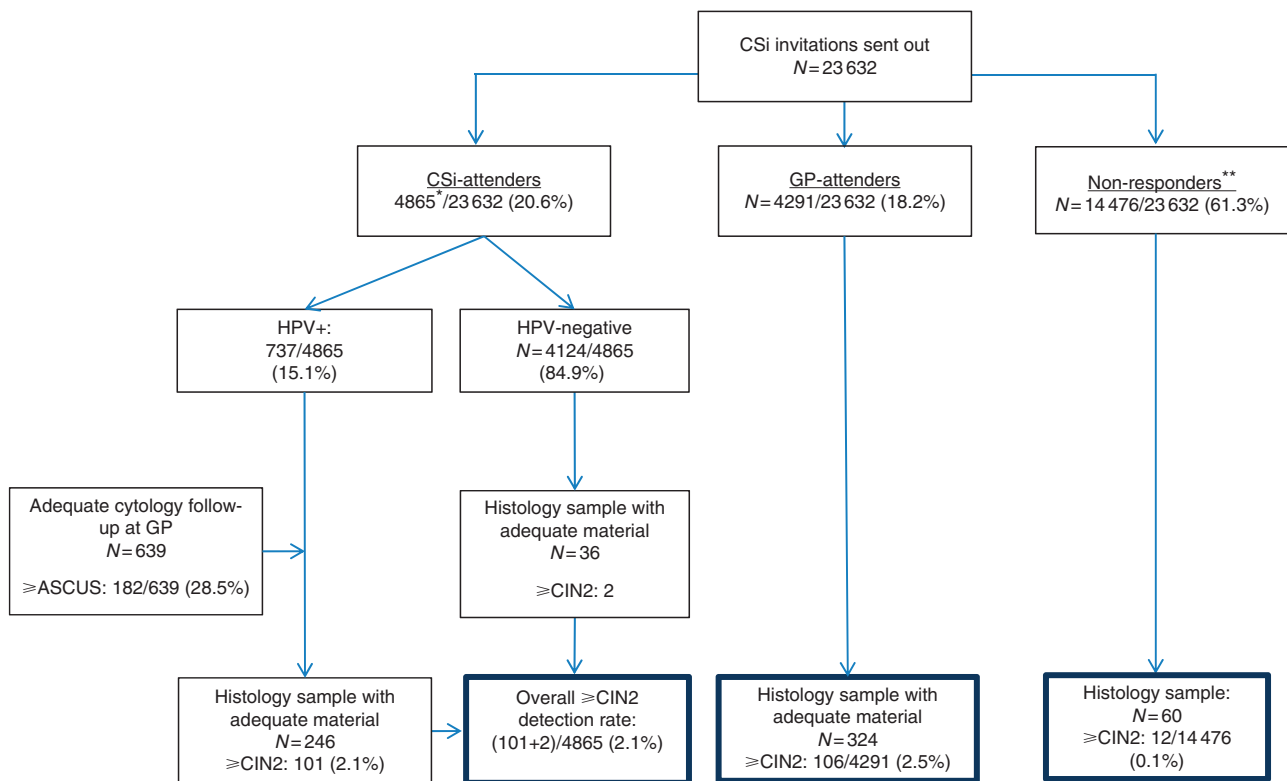 CSi invitations sent out
N=23 632
CSi-attenders
4865*/23 632 (20.6%)
GP-attenders
N=4291/23 632 (18.2%)
Non-responders**
N=14 476/23 632 (61.3%)
HPV+:
737/4865
(15.1%)
HPV-negative
N=4124/4865
(84.9%)
Adequate cytology follow-
up at GP
N=639
⩾ASCUS: 182/639 (28.5%)
Histology sample with
adequate material
N=36
⩾CIN2: 2
Histology sample with
adequate material
N=246
⩾CIN2: 101 (2.1%)
Overall ⩾CIN2
detection rate:
(101+2)/4865 (2.1%)
Histology sample with
adequate material
N=324
⩾CIN2: 106/4291 (2.5%)
Histology sample:
N=60
⩾CIN2: 12/14 476
(0.1%)